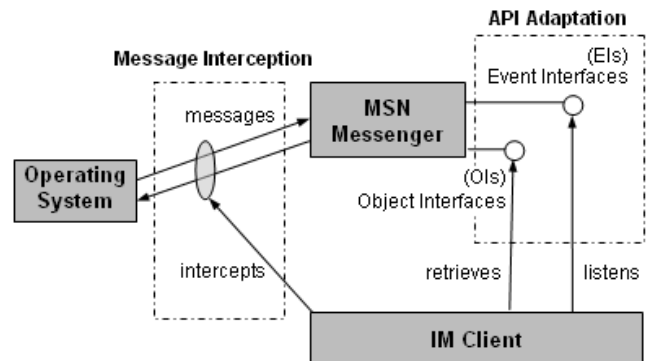 API Adaptation
Message Interception
(EIs)
Event Interfaces
messages
MSN
Messenger
Operating
System
(OIs)
Object Interfaces
intercepts
retrieves
listens
IM Client